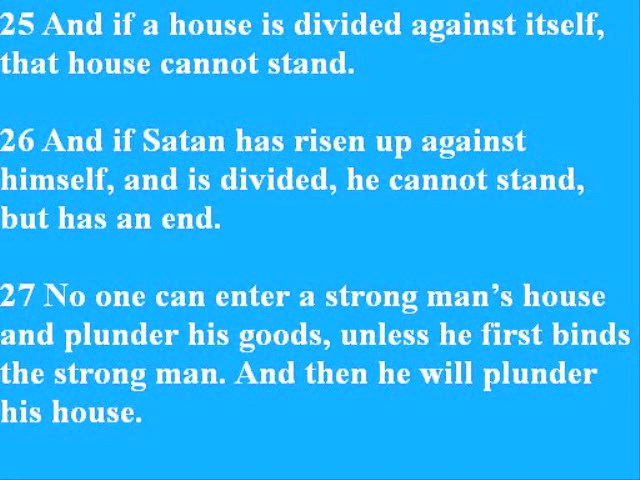 25 And if a house is divided against itself,
that house cannot stand.
26 And if Satan has risen up against
himself, and is divided, he cannot stand,
but has an end.
27 No one can enter a strong man’s house
and plunder his goods, unless he first binds
the strong man. And then he will plunder
his house.